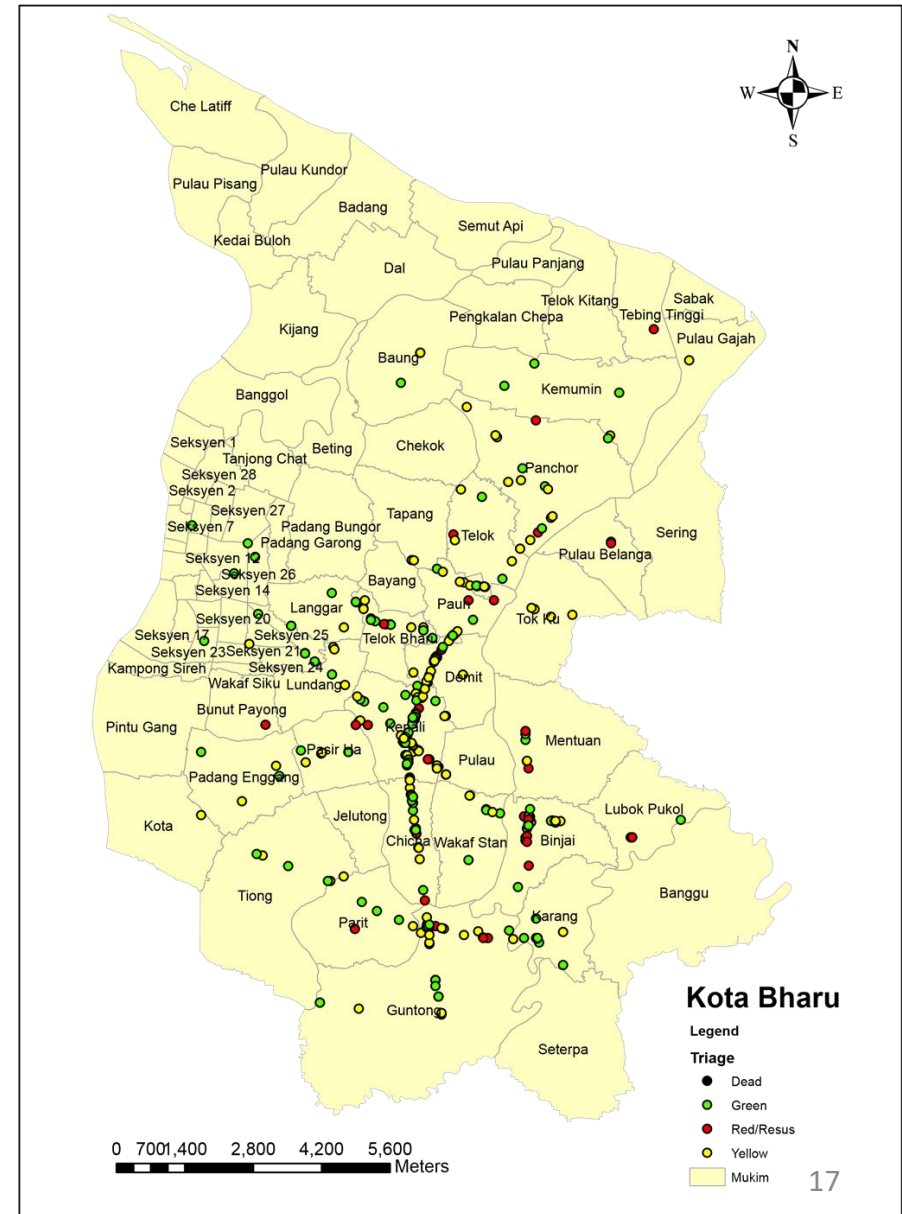 N
W E
S
Che Latiff
Pulau Kundor
Pulau Pisang
Badang
Semut Api
Kedai Buloh
Dal
Pulau Panjang
Telok Kitang
Sabak
Pengkalan Chepa
Tebing Tinggi
Kijang
Pulau Gajah
Baung
Kemumin
Banggol
Seksyen 1
Beting
Chekok
Tanjong Chat
Seksyen 28
Panchor
Seksyen 2
Seksyen 27
Tapang
Seksyen 7
Padang Bungor
Telok
Sering
Padang Garong
Pulau Belanga
Seksyen 12
Seksyen 26
Bayang
Seksyen 14
Langgar
Pauh
Seksyen 20
Tok Ku
Seksyen 17
Seksyen 25
Telok Bharu
Seksyen 23
Seksyen 21
Kampong Sireh
Seksyen 24
Demit
Wakaf Siku
Lundang
Bunut Payong
Pintu Gang
Kenali
Mentuan
Pasir Ha
Pulau
Padang Enggang
Lubok Pukol
Kota
Jelutong
Chicha
Wakaf Stan
Binjai
Tiong
Banggu
Parit
Karang
Guntong
Seterpa
Kota Bharu
Legend
Triage
Dead
Green
Red/Resus
Yellow
Mukim
0 700 1,400 2,800 4,200 5,600
Meters
17